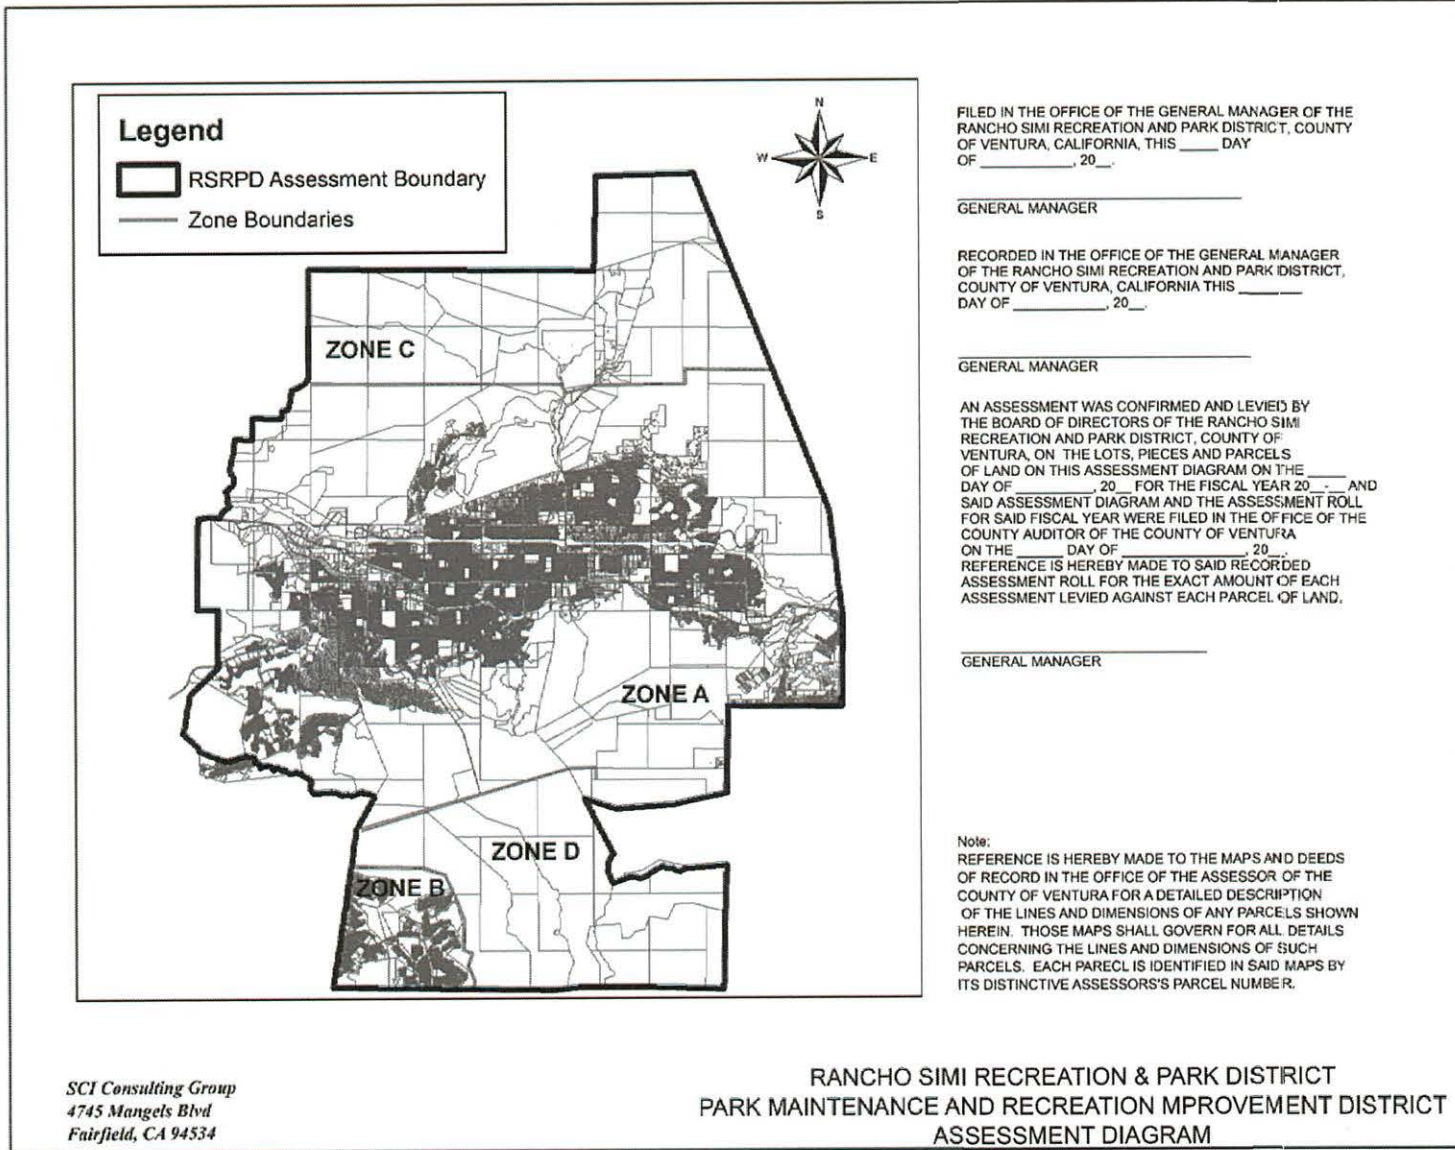 Legend
RSRPD Assessment Boundary
Zone Boundaries
N
W
E
S
ZONE C
ZONE A
ZONE D
ZONE B
FILED IN THE OFFICE OF THE GENERAL MANAGER OF THE
RANCHO SIMI RECREATION AND PARK DISTRICT, COUNTY
OF VENTURA, CALIFORNIA, THIS _____ DAY
OF ____________, 20__.
GENERAL MANAGER
RECORDED IN THE OFFICE OF THE GENERAL MANAGER
OF THE RANCHO SIMI RECREATION AND PARK DISTRICT,
COUNTY OF VENTURA, CALIFORNIA THIS ________
DAY OF ____________, 20__.
GENERAL MANAGER
AN ASSESSMENT WAS CONFIRMED AND LEVIED BY
THE BOARD OF DIRECTORS OF THE RANCHO SIMI
RECREATION AND PARK DISTRICT, COUNTY OF
VENTURA, ON THE LOTS, PIECES AND PARCELS
OF LAND ON THIS ASSESSMENT DIAGRAM ON THE _____
DAY OF __________, 20__ FOR THE FISCAL YEAR 20__-__ AND
SAID ASSESSMENT DIAGRAM AND THE ASSESSMENT ROLL
FOR SAID FISCAL YEAR WERE FILED IN THE OFFICE OF THE
COUNTY AUDITOR OF THE COUNTY OF VENTURA
ON THE ______ DAY OF ________________, 20__.
REFERENCE IS HEREBY MADE TO SAID RECORDED
ASSESSMENT ROLL FOR THE EXACT AMOUNT OF EACH
ASSESSMENT LEVIED AGAINST EACH PARCEL OF LAND.
GENERAL MANAGER
Note:
REFERENCE IS HEREBY MADE TO THE MAPS AND DEEDS
OF RECORD IN THE OFFICE OF THE ASSESSOR OF THE
COUNTY OF VENTURA FOR A DETAILED DESCRIPTION
OF THE LINES AND DIMENSIONS OF ANY PARCELS SHOWN
HEREIN. THOSE MAPS SHALL GOVERN FOR ALL DETAILS
CONCERNING THE LINES AND DIMENSIONS OF SUCH
PARCELS. EACH PARECL IS IDENTIFIED IN SAID MAPS BY
ITS DISTINCTIVE ASSESSORS'S PARCEL NUMBER.
SCI Consulting Group
4745 Mangels Blvd
Fairfield, CA 94534
RANCHO SIMI RECREATION & PARK DISTRICT
PARK MAINTENANCE AND RECREATION MPROVEMENT DISTRICT
ASSESSMENT DIAGRAM